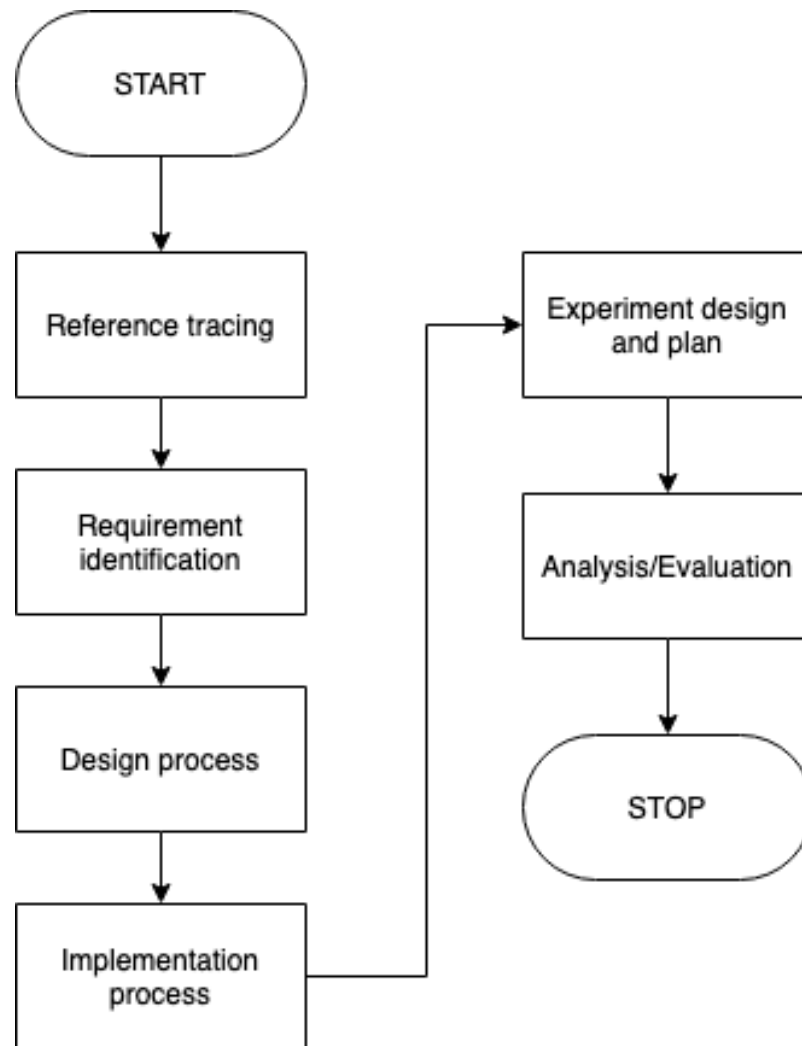 START
Reference tracing
Requirement
identification
Design process
Implementation
process
Experiment design
and plan
Analysis/Evaluation
STOP